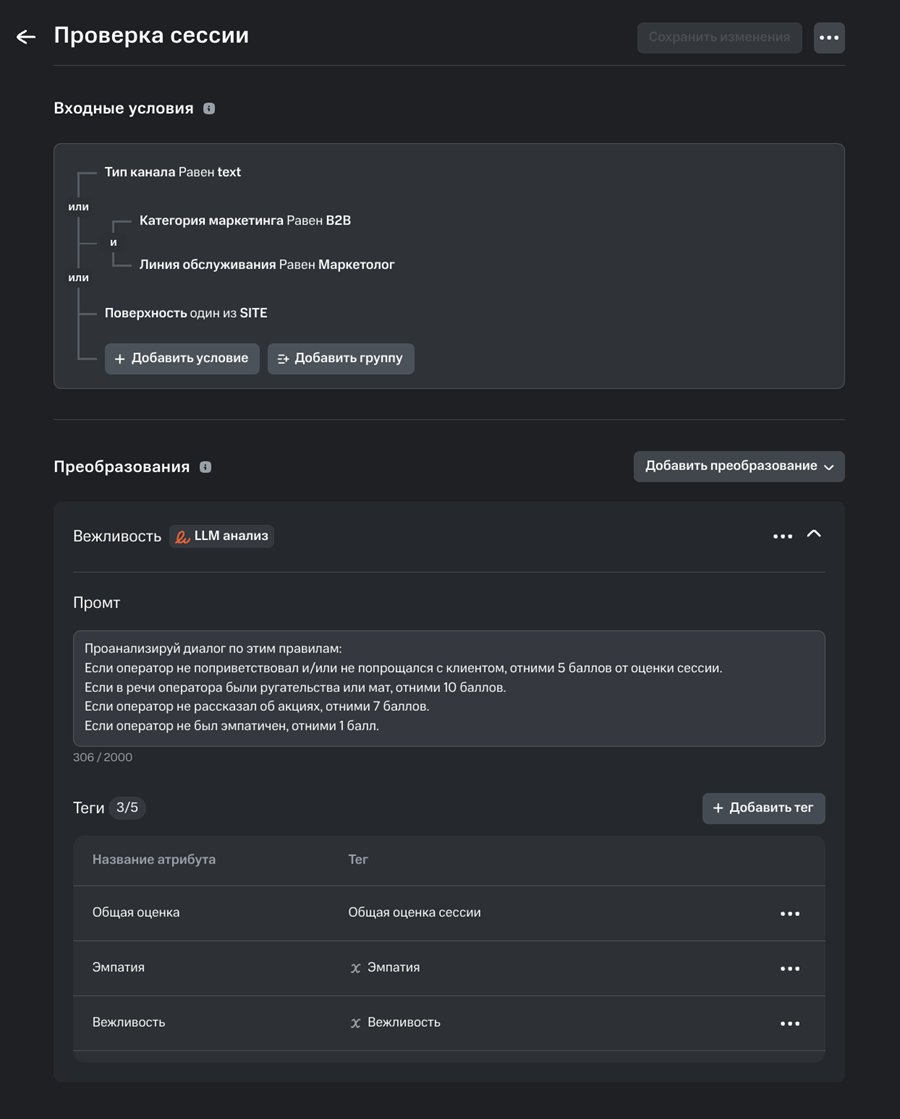 Проверка сессии
Сохранить изменения
Входные условия
Тип канала Равен text
или
Категория маркетинга Равен B2B
и
Линия обслуживания Равен Маркетолог
или
Поверхность один из SITE
+ Добавить условие
Добавить группу
Преобразования
Добавить преобразование
Вежливость
LLM анализ
Промт
Проанализируй диалог по этим правилам:
Если оператор не поприветствовал и/или не попрощался с клиентом, отними 5 баллов от оценки сессии.
Если в речи оператора были ругательства или мат, отними 10 баллов.
Если оператор не рассказал об акциях, отними 7 баллов.
Если оператор не был эмпатичен, отними 1 балл.
306 / 2000
Теги 3/5
+ Добавить тег
Название атрибута
Тег
Общая оценка
Общая оценка сессии
Эмпатия
x Эмпатия
Вежливость
x Вежливость